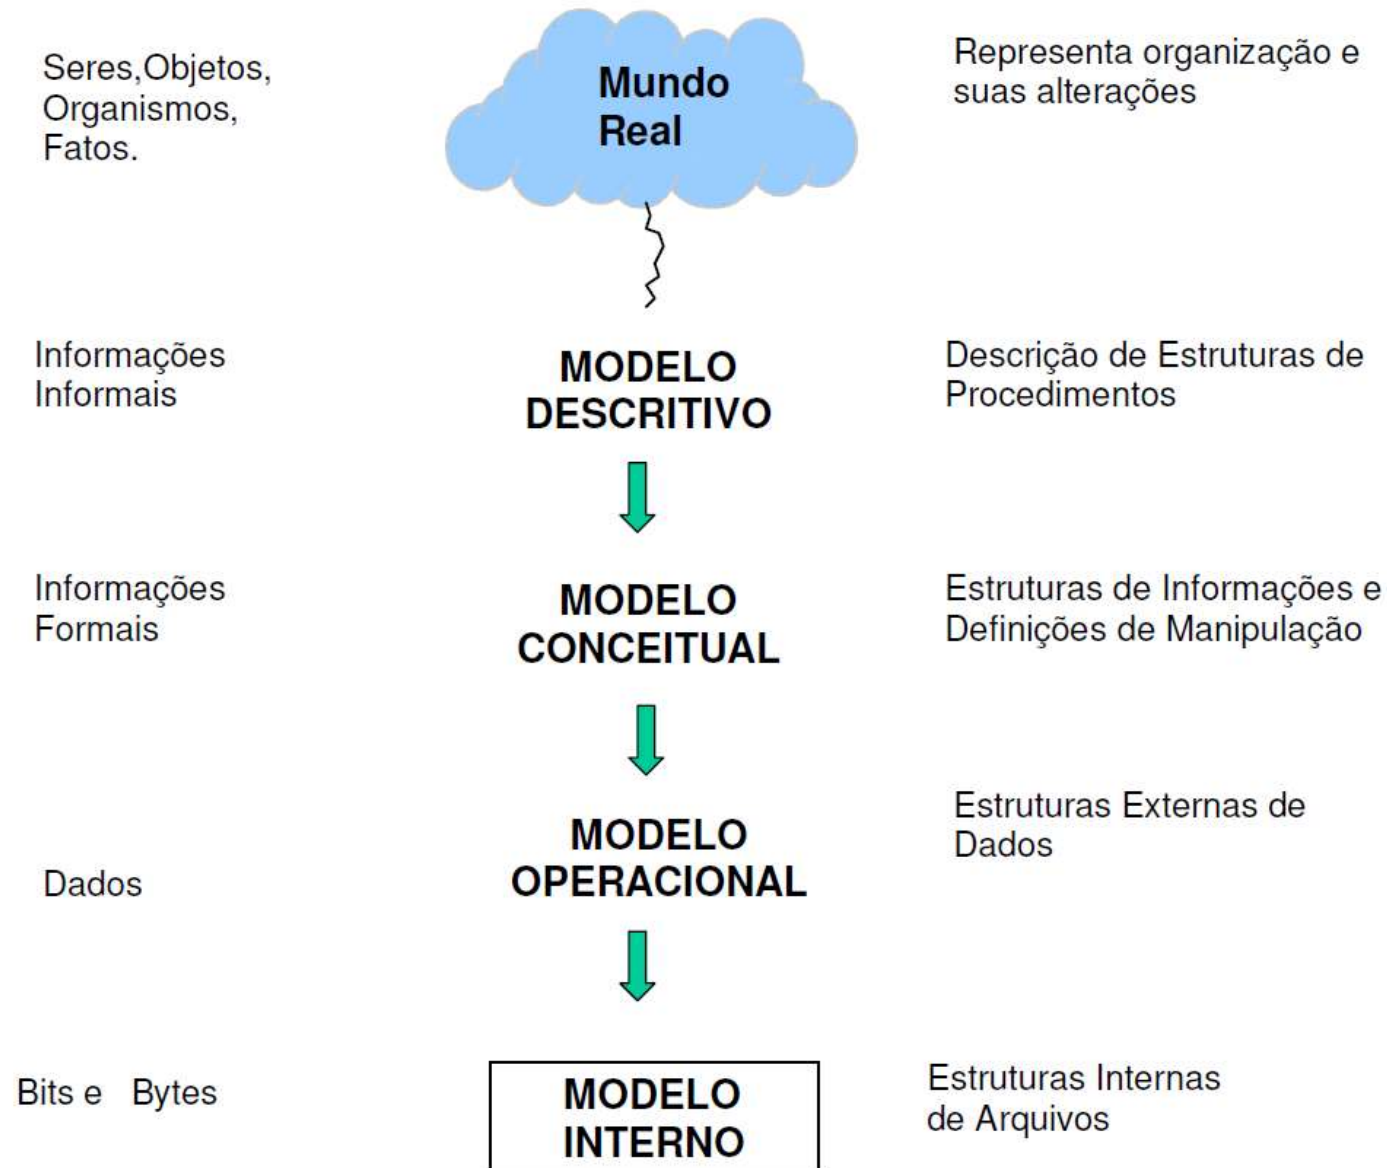 Seres,Objetos,
Organismos,
Fatos.
Mundo
Real
Representa organização e
suas alterações
Informações
Informais
MODELO
DESCRITIVO
Descrição de Estruturas de
Procedimentos
Informações
Formais
MODELO
CONCEITUAL
Estruturas de Informações e
Definições de Manipulação
Dados
MODELO
OPERACIONAL
Estruturas Externas de
Dados
Bits e Bytes
MODELO
INTERNO
Estruturas Internas
de Arquivos